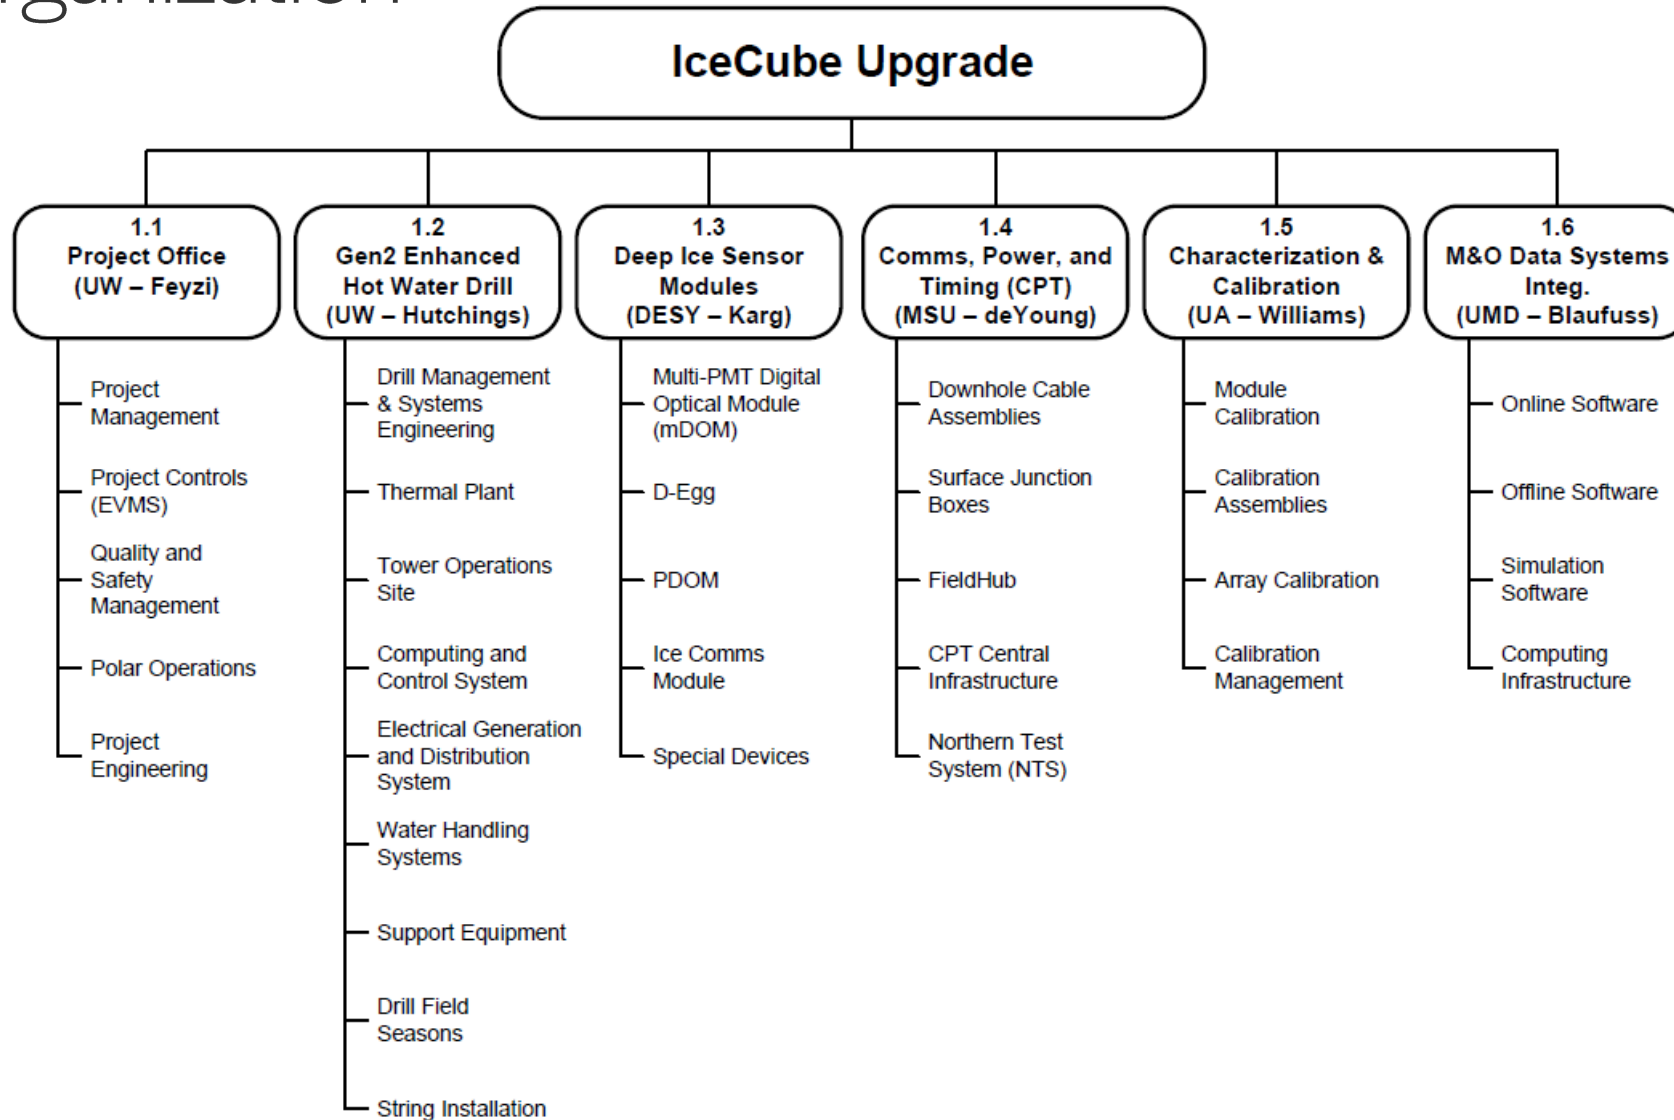 rganization
IceCube Upgrade
1.1
Project Office
(UW – Feyzi)
Project
Management
Project Controls
(EVMS)
Quality and
Safety
Management
Polar Operations
Project
Engineering
1.2
Gen2 Enhanced
Hot Water Drill
(UW – Hutchings)
Drill Management
& Systems
Engineering
Thermal Plant
Tower Operations
Site
Computing and
Control System
Electrical Generation
and Distribution
System
Water Handling
Systems
Support Equipment
Drill Field
Seasons
String Installation
1.3
Deep Ice Sensor
Modules
(DESY – Karg)
Multi-PMT Digital
Optical Module
(mDOM)
D-Egg
PDOM
Ice Comms
Module
Special Devices
1.4
Comms, Power, and
Timing (CPT)
(MSU – deYoung)
Downhole Cable
Assemblies
Surface Junction
Boxes
FieldHub
CPT Central
Infrastructure
Northern Test
System (NTS)
1.5
Characterization &
Calibration
(UA – Williams)
Module
Calibration
Calibration
Assemblies
Array Calibration
Calibration
Management
1.6
M&O Data Systems
Integ.
(UMD – Blaufuss)
Online Software
Offline Software
Simulation
Software
Computing
Infrastructure